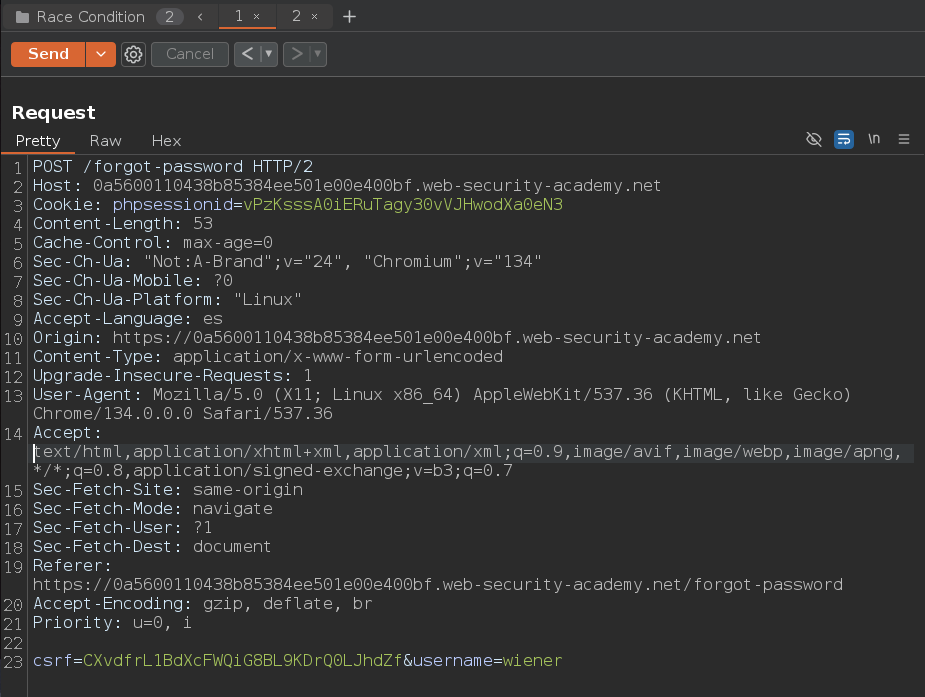 Race Condition 2 < 1 × 2 × +
Send Cancel < >
Request
Pretty Raw Hex \n
1 POST /forgot-password HTTP/2
2 Host: 0a5600110438b85384ee501e00e400bf.web-security-academy.net
3 Cookie: phpsessionid=vPzKsssA0iERuTagy30vVJHwodXa0eN3
4 Content-Length: 53
5 Cache-Control: max-age=0
6 Sec-Ch-Ua: "Not:A-Brand";v="24", "Chromium";v="134"
7 Sec-Ch-Ua-Mobile: ?0
8 Sec-Ch-Ua-Platform: "Linux"
9 Accept-Language: es
10 Origin: https://0a5600110438b85384ee501e00e400bf.web-security-academy.net
11 Content-Type: application/x-www-form-urlencoded
12 Upgrade-Insecure-Requests: 1
13 User-Agent: Mozilla/5.0 (X11; Linux x86_64) AppleWebKit/537.36 (KHTML, like Gecko)
Chrome/134.0.0.0 Safari/537.36
14 Accept:
text/html,application/xhtml+xml,application/xml;q=0.9,image/avif,image/webp,image/apng,
*/*;q=0.8,application/signed-exchange;v=b3;q=0.7
15 Sec-Fetch-Site: same-origin
16 Sec-Fetch-Mode: navigate
17 Sec-Fetch-User: ?1
18 Sec-Fetch-Dest: document
19 Referer:
https://0a5600110438b85384ee501e00e400bf.web-security-academy.net/forgot-password
20 Accept-Encoding: gzip, deflate, br
21 Priority: u=0, i
22
23 csrf=CXvdfrL1BdXcFWQiG8BL9KDrQ0LJhdZf&username=wiener